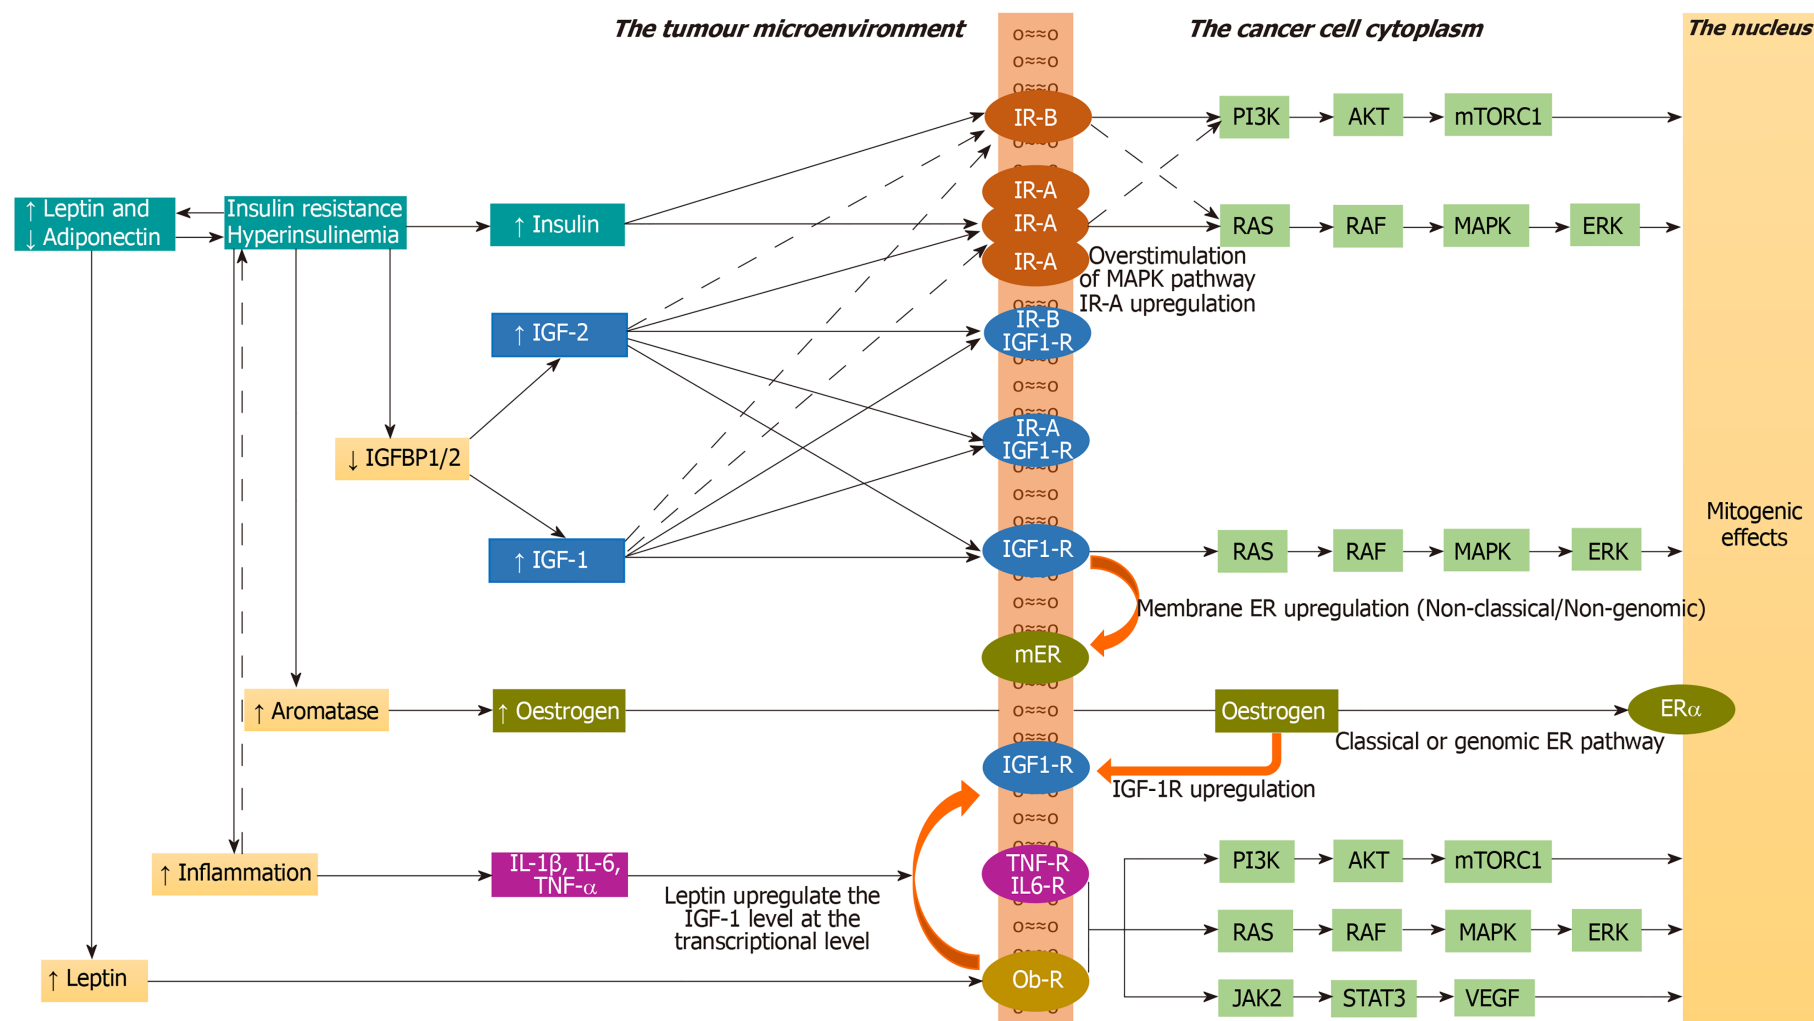 The tumour microenvironment
The cancer cell cytoplasm
The nucleus
↑ Leptin and
↓ Adiponectin
Insulin resistance
Hyperinsulinemia
↑ Insulin
↑ IGF-2
↓ IGFBP1/2
↑ IGF-1
↑ Aromatase
↑ Oestrogen
↑ Inflammation
IL-1β, IL-6,
TNF-α
Leptin upregulate the
IGF-1 level at the
transcriptional level
↑ Leptin
IR-B
IR-A
IR-A
IR-A
IR-B
IGF1-R
IR-A
IGF1-R
IGF1-R
mER
IGF1-R
TNF-R
IL6-R
Ob-R
PI3K
AKT
mTORC1
RAS
RAF
MAPK
ERK
Overstimulation
of MAPK pathway
IR-A upregulation
RAS
RAF
MAPK
ERK
Membrane ER upregulation (Non-classical/Non-genomic)
Oestrogen
ERα
Classical or genomic ER pathway
IGF-1R upregulation
PI3K
AKT
mTORC1
RAS
RAF
MAPK
ERK
JAK2
STAT3
VEGF
Mitogenic
effects